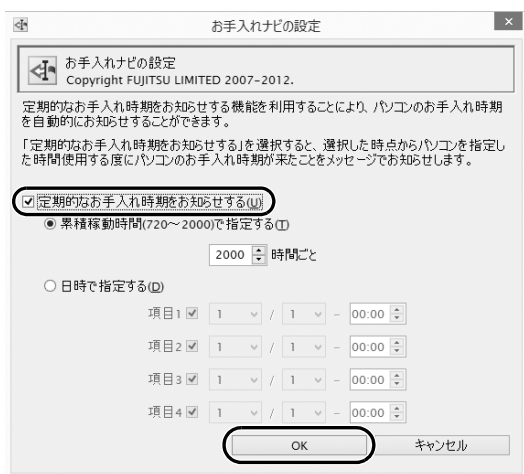 お手入れナビの設定
お手入れナビの設定
Copyright FUJITSU LIMITED 2007-2012.
定期的なお手入れ時期をお知らせする機能を利用することにより、パソコンのお手入れ時期
を自動的にお知らせすることができます。
「定期的なお手入れ時期をお知らせする」を選択すると、選択した時点からパソコンを指定し
た時間使用する度にパソコンのお手入れ時期が来たことをメッセージでお知らせします。
定期的なお手入れ時期をお知らせする(U)
累積稼動時間(720～2000)で指定する(T)
2000 時間ごと
日時で指定する(D)
項目1 1 / 1 - 00:00
項目2 1 / 1 - 00:00
項目3 1 / 1 - 00:00
項目4 1 / 1 - 00:00
OK キャンセル